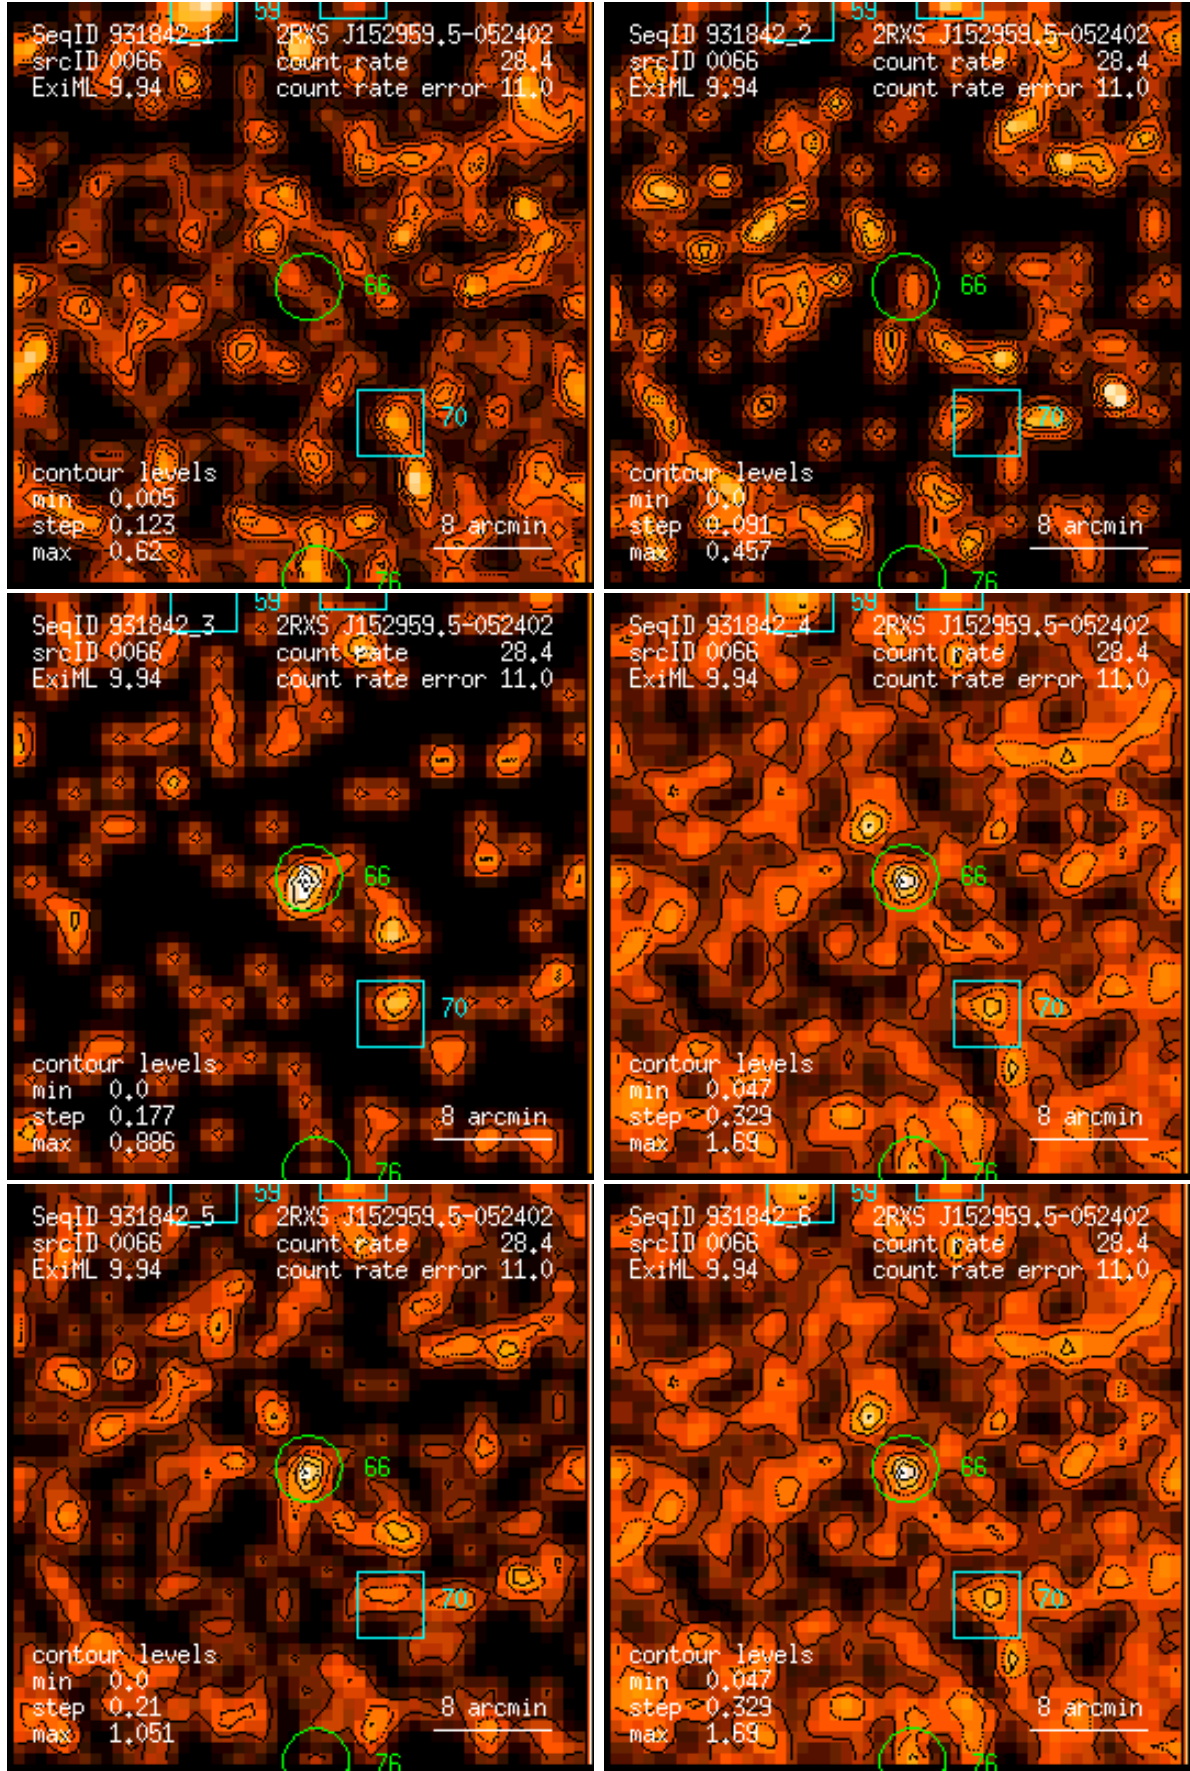 59
SeqID 931842_1 2RXS J152959.5-052402
srcID 0066 count rate 28.4
ExiML 9.94 count rate error 11.0
66
70
contour levels
min 0.005
step 0.123 8 arcmin
max 0.62
76
59
SeqID 931842_2 2RXS J152959.5-052402
srcID 0066 count rate 28.4
ExiML 9.94 count rate error 11.0
66
70
contour levels
min 0.0
step 0.091 8 arcmin
max 0.457
76
59
SeqID 931842_3 2RXS J152959.5-052402
srcID 0066 count rate 28.4
ExiML 9.94 count rate error 11.0
66
70
contour levels
min 0.0
step 0.177 8 arcmin
max 0.886
76
59
SeqID 931842_4 2RXS J152959.5-052402
srcID 0066 count rate 28.4
ExiML 9.94 count rate error 11.0
66
70
contour levels
min 0.047
step 0.329 8 arcmin
max 1.69
76
59
SeqID 931842_5 2RXS J152959.5-052402
srcID 0066 count rate 28.4
ExiML 9.94 count rate error 11.0
66
70
contour levels
min 0.0
step 0.21 8 arcmin
max 1.051
76
59
SeqID 931842_6 2RXS J152959.5-052402
srcID 0066 count rate 28.4
ExiML 9.94 count rate error 11.0
66
70
contour levels
min 0.047
step 0.329 8 arcmin
max 1.69
76